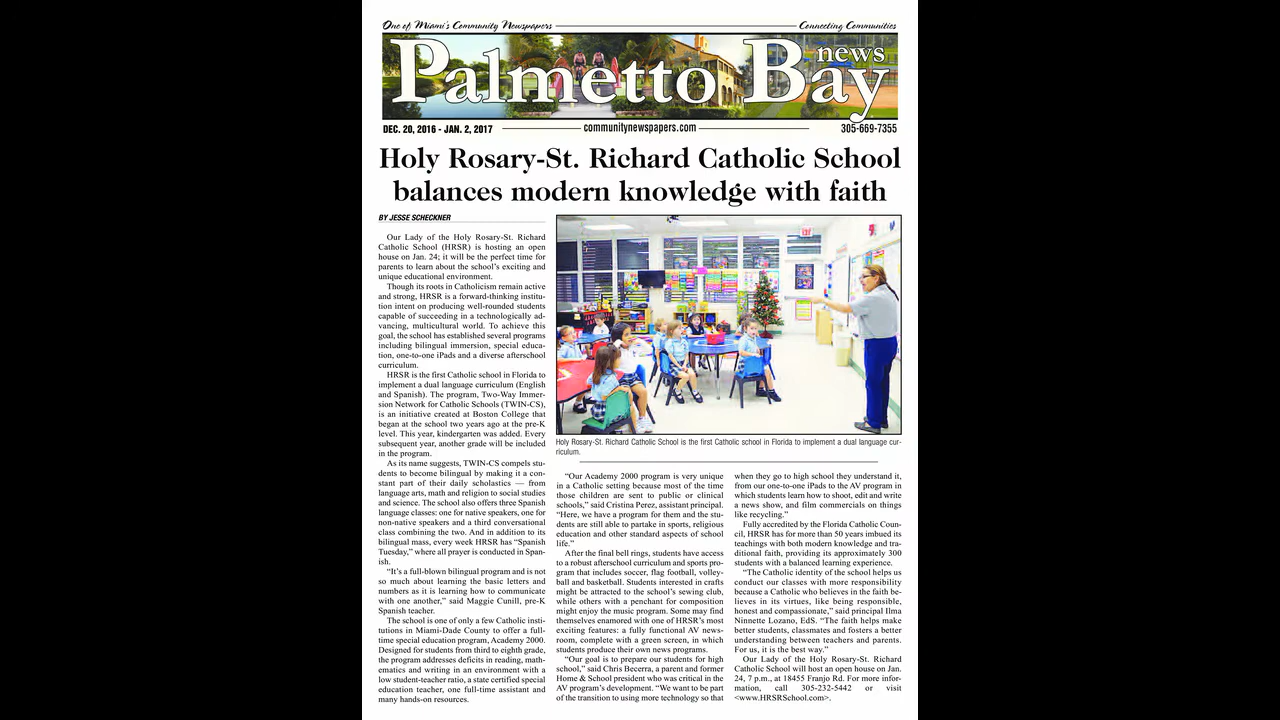 One of Miami's Community Newspapers
Connecting Communities
Palmetto Bay news
DEC. 20, 2016 - JAN. 2, 2017
communitynewspapers.com
305-669-7355
Holy Rosary-St. Richard Catholic School
balances modern knowledge with faith
BY JESSE SCHECKNER
Our Lady of the Holy Rosary-St. Richard
Catholic School (HRSR) is hosting an open
house on Jan. 24; it will be the perfect time for
parents to learn about the school's exciting and
unique educational environment.
Though its roots in Catholicism remain active
and strong, HRSR is a forward-thinking institu-
tion intent on producing well-rounded students
capable of succeeding in a technologically ad-
vancing, multicultural world. To achieve this
goal, the school has established several programs
including bilingual immersion, special educa-
tion, one-to-one iPads and a diverse afterschool
curriculum.
HRSR is the first Catholic school in Florida to
implement a dual language curriculum (English
and Spanish). The program, Two-Way Immer-
sion Network for Catholic Schools (TWIN-CS),
is an initiative created at Boston College that
began at the school two years ago at the pre-K
level. This year, kindergarten was added. Every
subsequent year, another grade will be included
in the program.
As its name suggests, TWIN-CS compels stu-
dents to become bilingual by making it a con-
stant part of their daily scholastics — from
language arts, math and religion to social studies
and science. The school also offers three Spanish
language classes: one for native speakers, one for
non-native speakers and a third conversational
class combining the two. And in addition to its
bilingual mass, every week HRSR has "Spanish
Tuesday," where all prayer is conducted in Span-
ish.
"It's a full-blown bilingual program and is not
so much about learning the basic letters and
numbers as it is learning how to communicate
with one another," said Maggie Cunill, pre-K
Spanish teacher.
The school is one of only a few Catholic insti-
tutions in Miami-Dade County to offer a full-
time special education program, Academy 2000.
Designed for students from third to eighth grade,
the program addresses deficits in reading, math-
ematics and writing in an environment with a
low student-teacher ratio, a state certified special
education teacher, one full-time assistant and
many hands-on resources.
Holy Rosary-St. Richard Catholic School is the first Catholic school in Florida to implement a dual language cur-
riculum.
"Our Academy 2000 program is very unique
in a Catholic setting because most of the time
those children are sent to public or clinical
schools," said Cristina Perez, assistant principal.
"Here, we have a program for them and the stu-
dents are still able to partake in sports, religious
education and other standard aspects of school
life."
After the final bell rings, students have access
to a robust afterschool curriculum and sports pro-
gram that includes soccer, flag football, volley-
ball and basketball. Students interested in crafts
might be attracted to the school's sewing club,
while others with a penchant for composition
might enjoy the music program. Some may find
themselves enamored with one of HRSR's most
exciting features: a fully functional AV news-
room, complete with a green screen, in which
students produce their own news programs.
"Our goal is to prepare our students for high
school," said Chris Becerra, a parent and former
Home & School president who was critical in the
AV program's development. "We want to be part
of the transition to using more technology so that
when they go to high school they understand it,
from our one-to-one iPads to the AV program in
which students learn how to shoot, edit and write
a news show, and film commercials on things
like recycling."
Fully accredited by the Florida Catholic Coun-
cil, HRSR has for more than 50 years imbued its
teachings with both modern knowledge and tra-
ditional faith, providing its approximately 300
students with a balanced learning experience.
"The Catholic identity of the school helps us
conduct our classes with more responsibility
because a Catholic who believes in the faith be-
lieves in its virtues, like being responsible,
honest and compassionate," said principal Ilma
Ninnette Lozano, EdS. "The faith helps make
better students, classmates and fosters a better
understanding between teachers and parents.
For us, it is the best way."
Our Lady of the Holy Rosary-St. Richard
Catholic School will host an open house on Jan.
24, 7 p.m., at 18455 Franjo Rd. For more infor-
mation, call 305-232-5442 or visit
<www.HRSRSchool.com>.